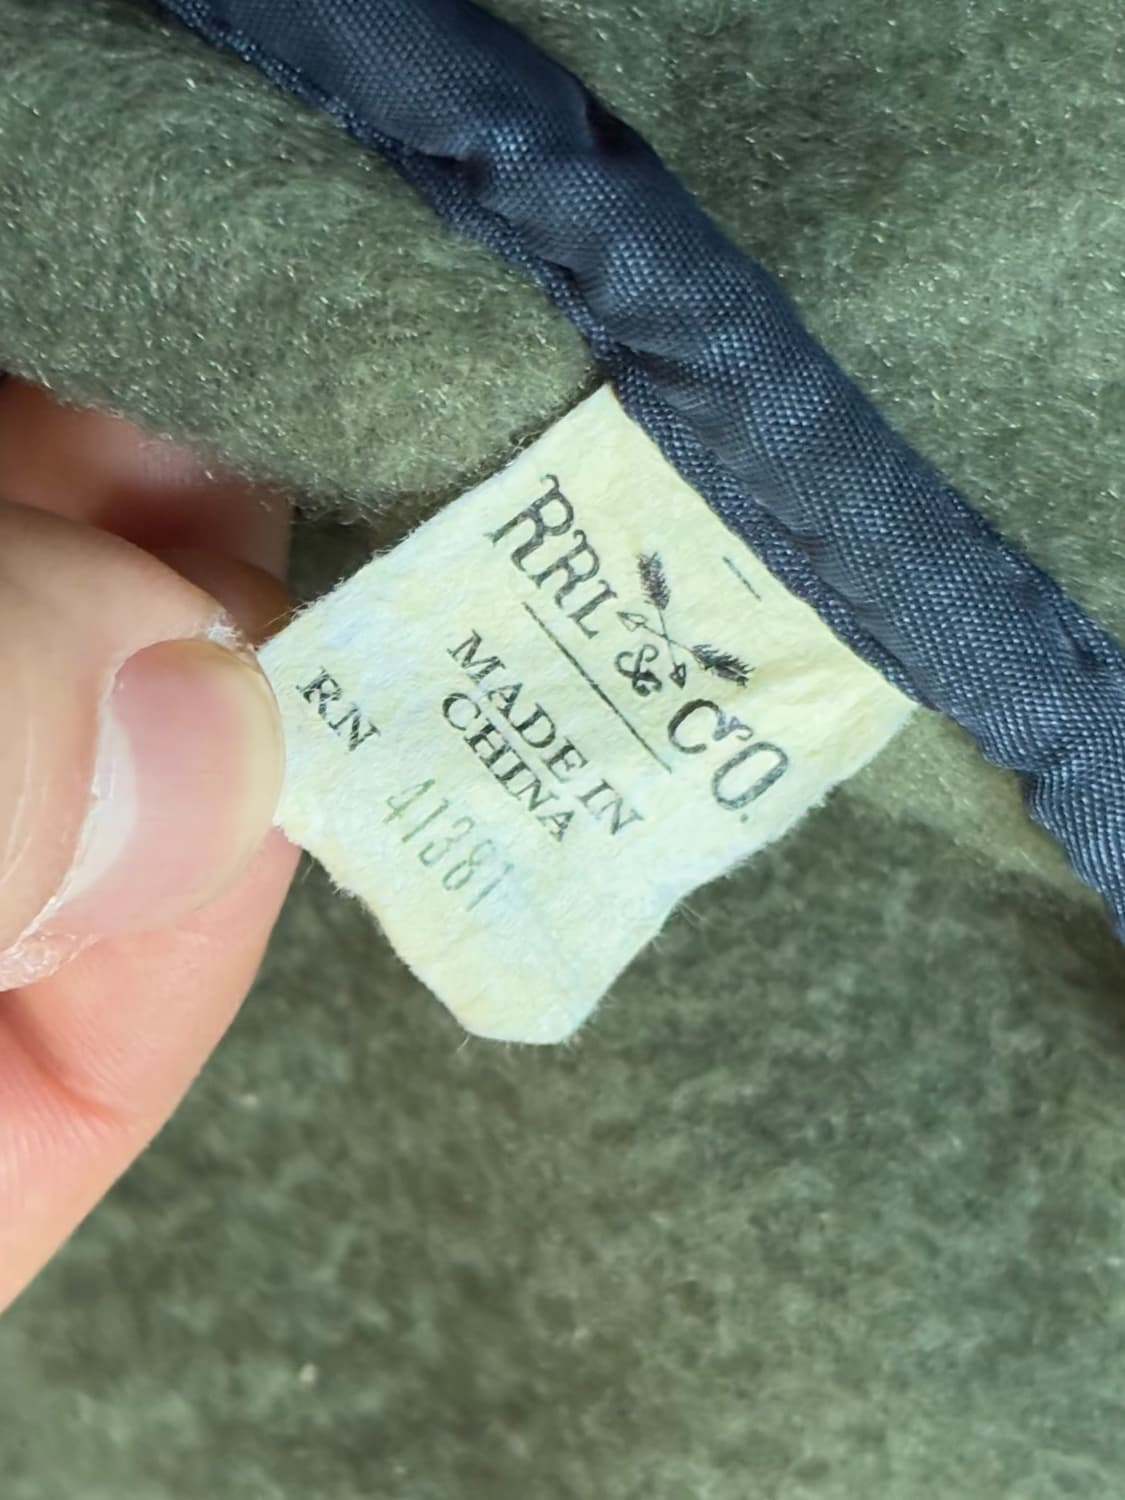 RRL & CO.
MADE IN
CHINA
RN 41381